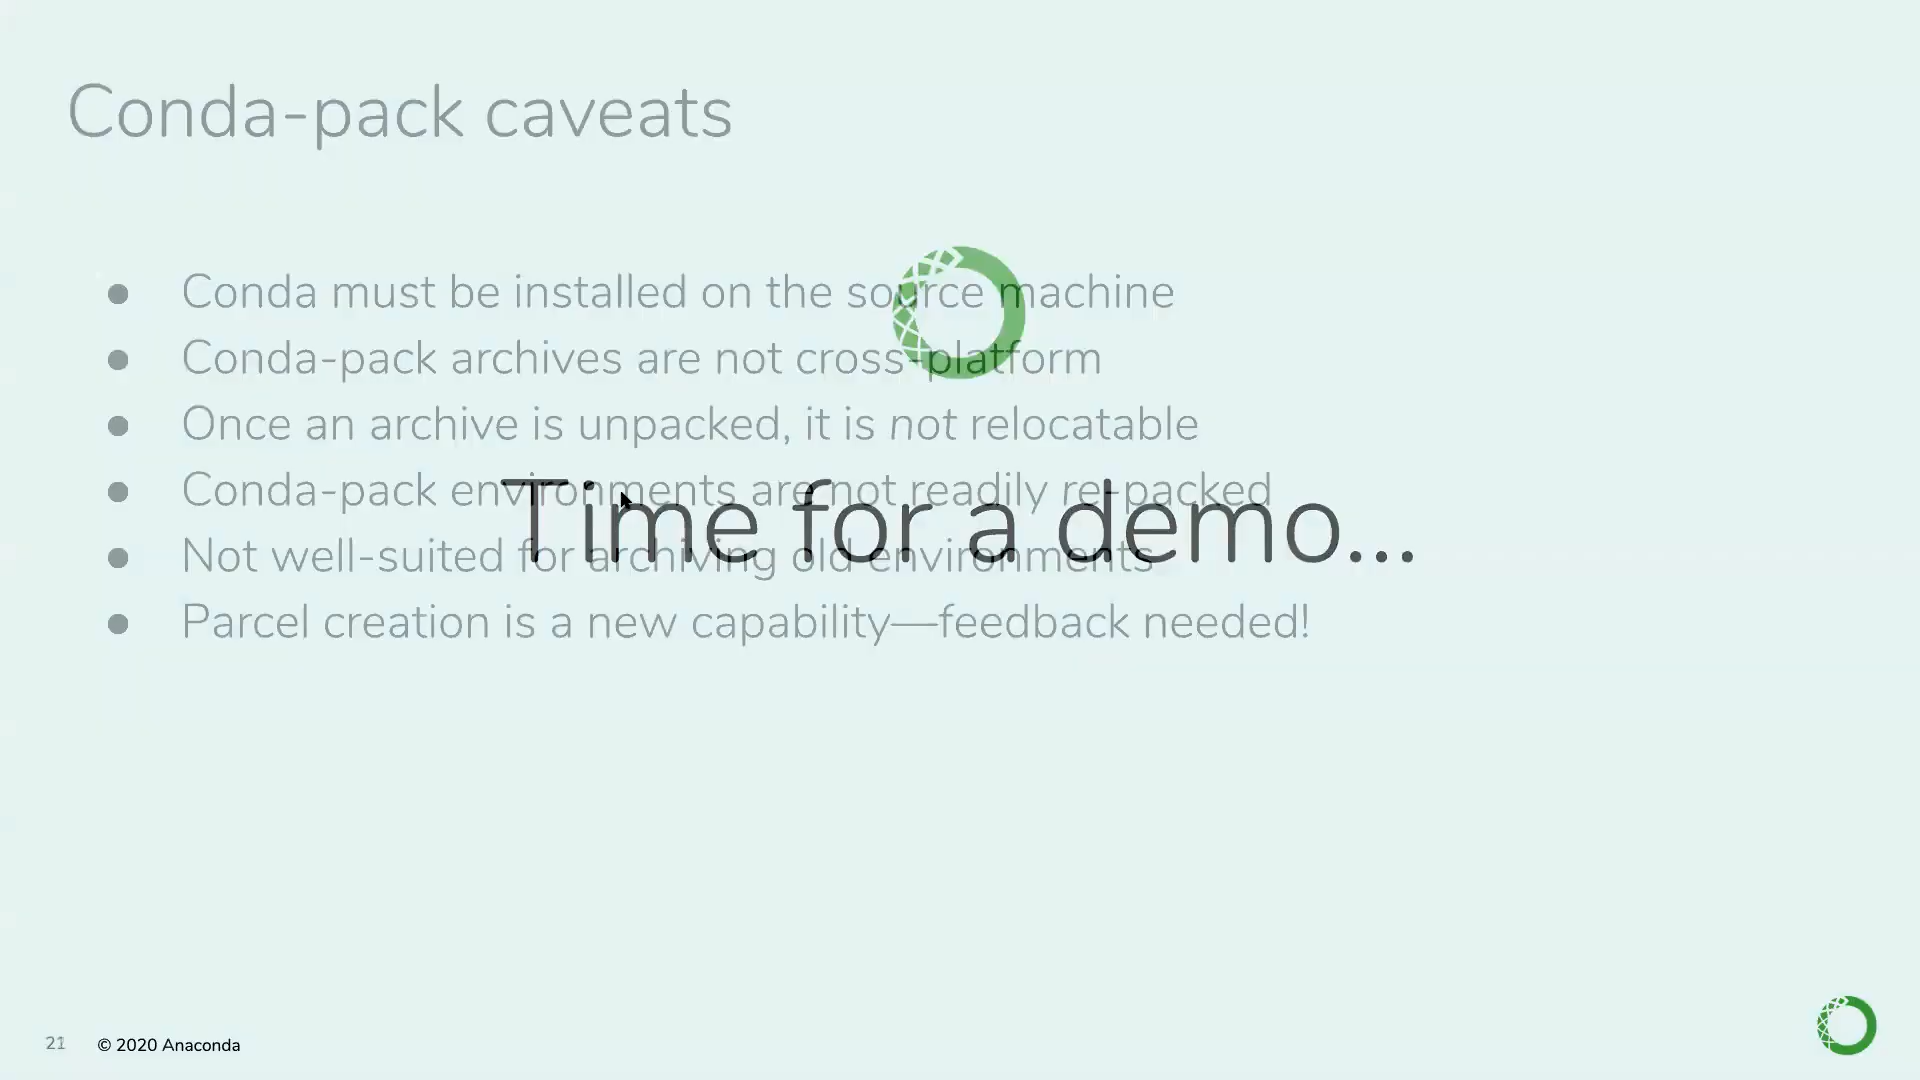 Conda-pack caveats
● Conda must be installed on the source machine
● Conda-pack archives are not cross-platform
● Once an archive is unpacked, it is not relocatable
● Conda-pack environments are not readily re-packed
Time for a demo...
● Not well-suited for archiving old environments
● Parcel creation is a new capability—feedback needed!
21 © 2020 Anaconda